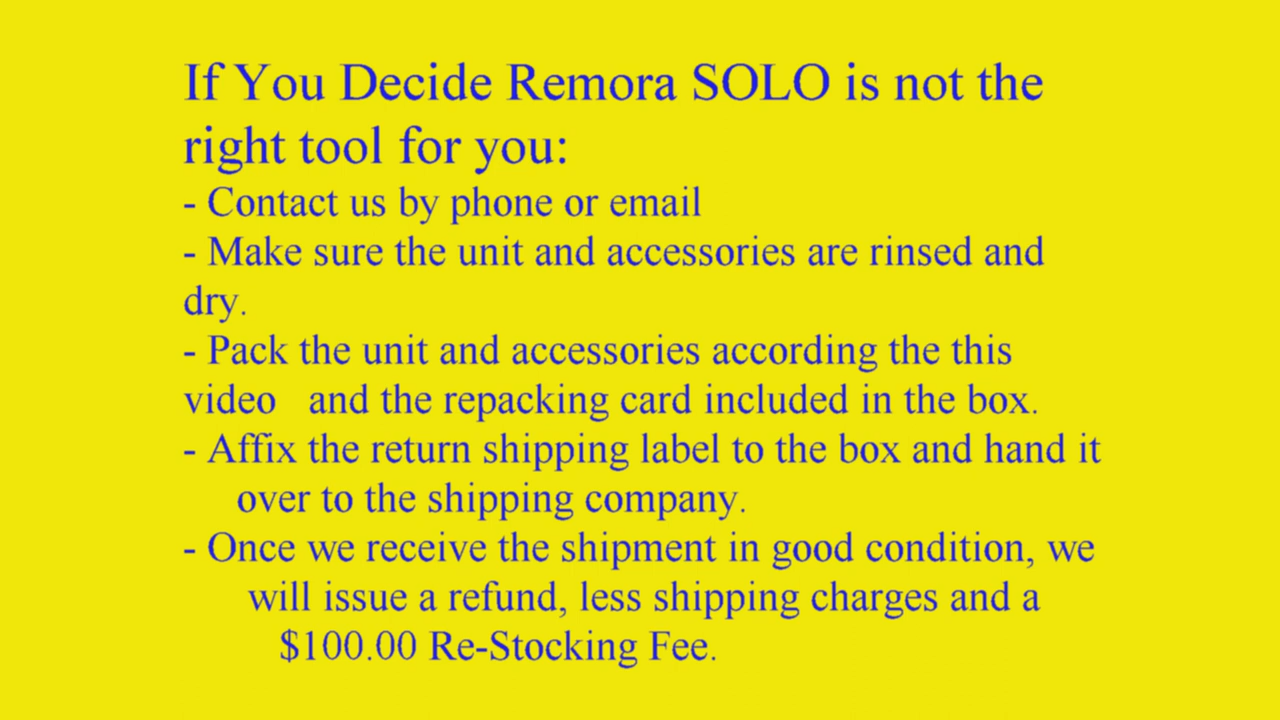 If You Decide Remora SOLO is not the
right tool for you:
- Contact us by phone or email
- Make sure the unit and accessories are rinsed and
dry.
- Pack the unit and accessories according the this
video and the repacking card included in the box.
- Affix the return shipping label to the box and hand it
over to the shipping company.
- Once we receive the shipment in good condition, we
will issue a refund, less shipping charges and a
$100.00 Re-Stocking Fee.